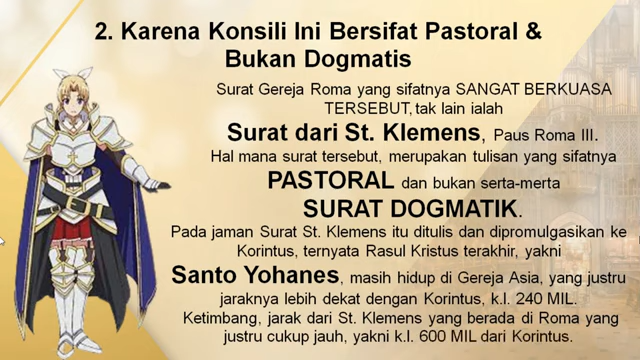 2. Karena Konsili Ini Bersifat Pastoral &
Bukan Dogmatis
Surat Gereja Roma yang sifatnya SANGAT BERKUASA
TERSEBUT, tak lain ialah
Surat dari St. Klemens, Paus Roma III.
Hal mana surat tersebut, merupakan tulisan yang sifatnya
PASTORAL dan bukan serta-merta
SURAT DOGMATIK.
Pada jaman Surat St. Klemens itu ditulis dan dipromulgasikan ke
Korintus, ternyata Rasul Kristus terakhir, yakni
Santo Yohanes, masih hidup di Gereja Asia, yang justru
jaraknya lebih dekat dengan Korintus, k.l. 240 MIL.
Ketimbang, jarak dari St. Klemens yang berada di Roma yang
justru cukup jauh, yakni k.l. 600 MIL dari Korintus.